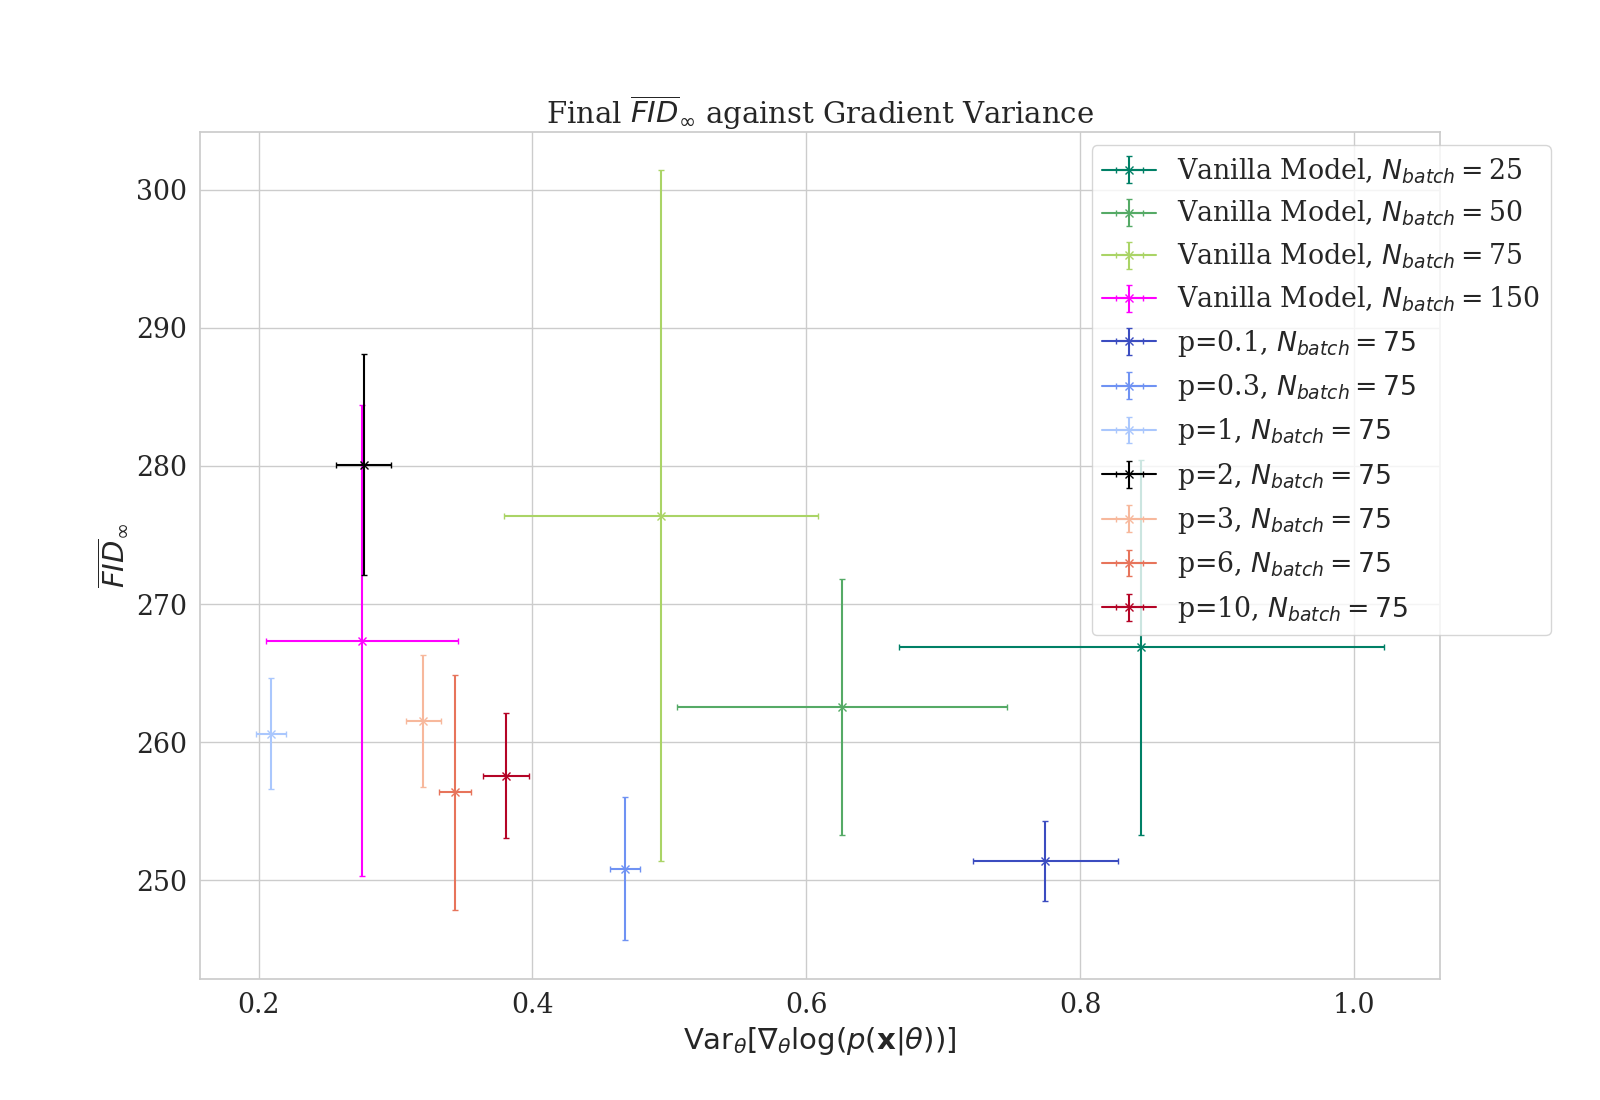 Final $\overline{FID}_\infty$ against Gradient Variance
300
290
280
270
260
250
$\overline{FID}_\infty$
0.2 0.4 0.6 0.8 1.0
$\mathrm{Var}_\theta[\nabla_\theta \log(p(\mathbf{x}|\theta))]$
Vanilla Model, $N_{batch} = 25$
Vanilla Model, $N_{batch} = 50$
Vanilla Model, $N_{batch} = 75$
Vanilla Model, $N_{batch} = 150$
p=0.1, $N_{batch} = 75$
p=0.3, $N_{batch} = 75$
p=1, $N_{batch} = 75$
p=2, $N_{batch} = 75$
p=3, $N_{batch} = 75$
p=6, $N_{batch} = 75$
p=10, $N_{batch} = 75$